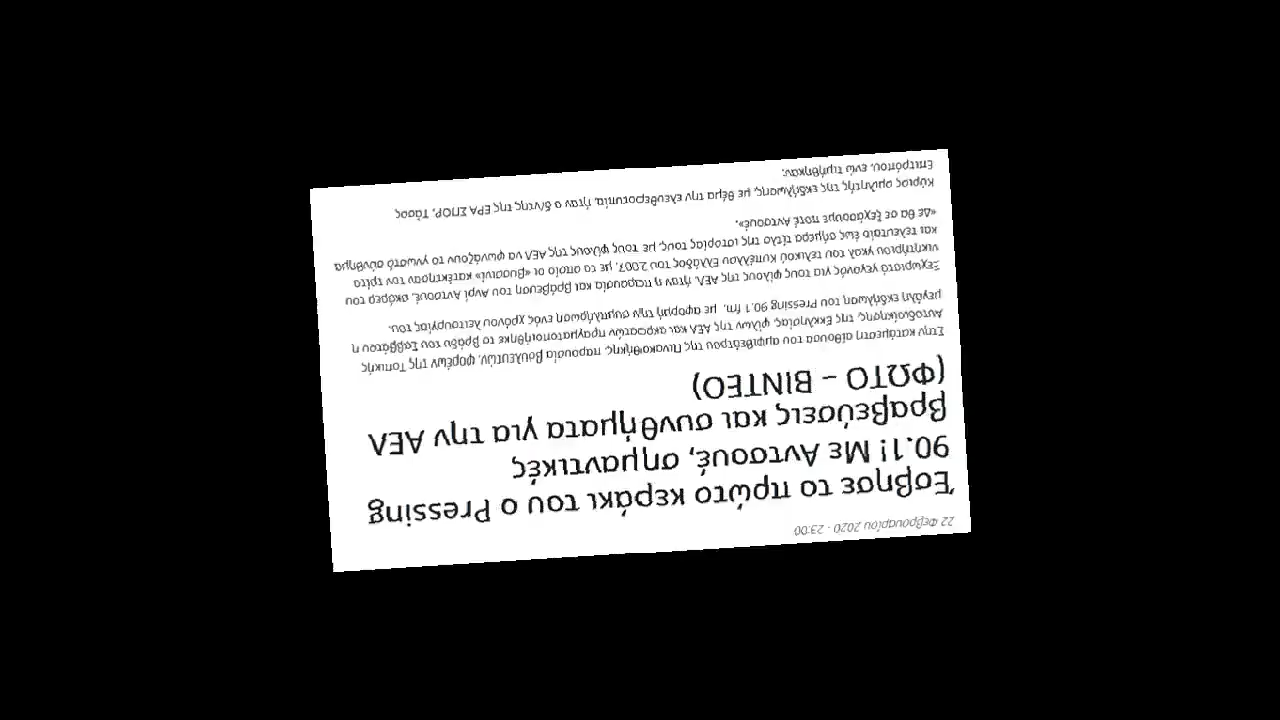 22 Φεβρουαρίου 2020 - 23:00
Έσβησε το πρώτο κεράκι του ο Pressing
90.1! Με Αντσουέ, σημαντικές
βραβεύσεις και συνθήματα για την ΑΕΛ
(ΦΩΤΟ – ΒΙΝΤΕΟ)
Στην κατάμεστη αίθουσα του αμφιθεάτρου της Πινακοθήκης, παρουσία βουλευτών, φορέων της Τοπικής
Αυτοδιοίκησης, της Εκκλησίας, φίλων της ΑΕΛ και ακροατών πραγματοποιήθηκε το βράδυ του Σαββάτου η
μεγάλη εκδήλωση του Pressing 90.1 fm, με αφορμή την συμπλήρωση ενός χρόνου λειτουργίας του.
Ξεχωριστό γεγονός για τους φίλους της ΑΕΛ, ήταν η παρουσία και βράβευση του Ανρί Αντσουέ, σκόρερ του
νικητήριου γκολ του τελικού Κυπέλλου Ελλάδος του 2007, με το οποίο οι «βυσσινί» κατέκτησαν τον τρίτο
και τελευταίο έως σήμερα τίτλο της ιστορίας τους, με τους φίλους της ΑΕΛ να φωνάζουν το γνωστό σύνθημα
«Δε θα σε ξεχάσουμε ποτέ Αντσουέ».
Κύριος ομιλητής της εκδήλωσης, με θέμα την ελευθεροτυπία, ήταν ο δ/ντης της ΕΡΑ ΣΠΟΡ, Τάσος
Επιτρόπου, ενώ τιμήθηκαν: